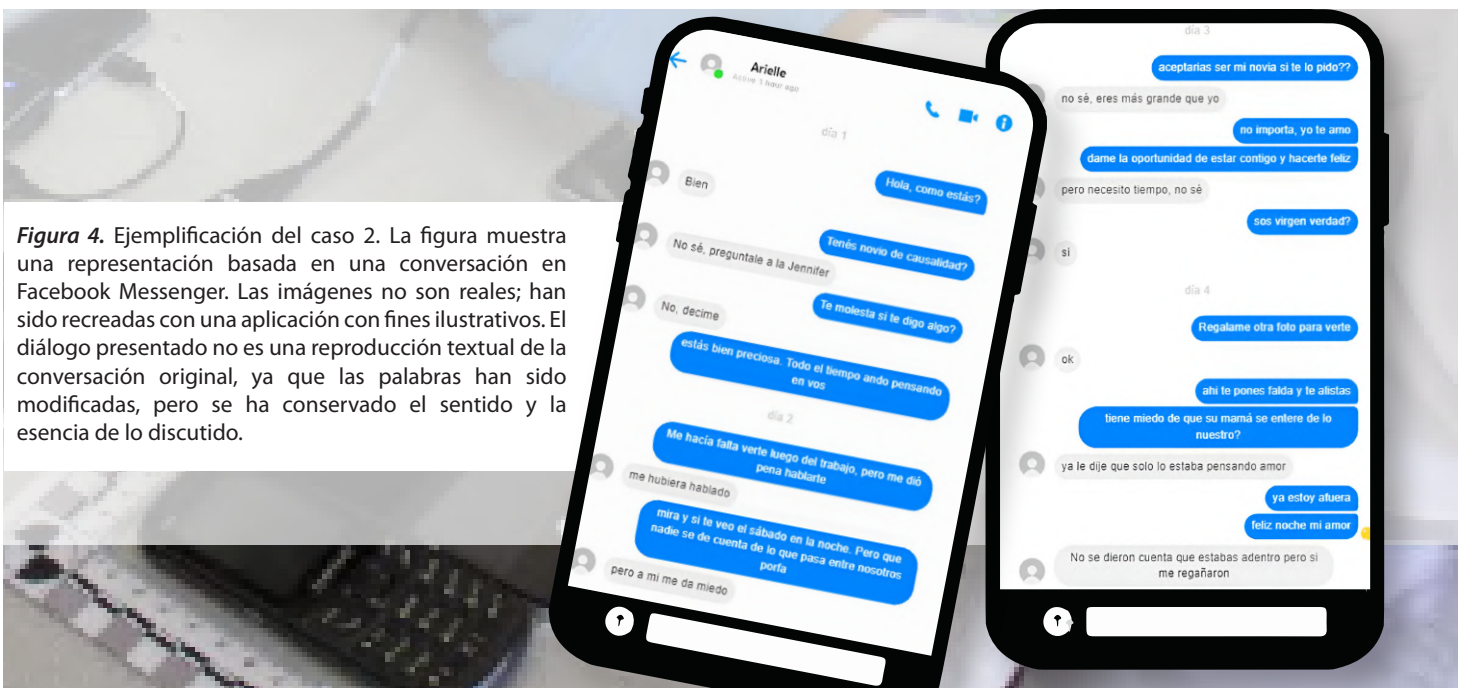 Figura 4. Ejemplificación del caso 2. La figura muestra
una representación basada en una conversación en
Facebook Messenger. Las imágenes no son reales; han
sido recreadas con una aplicación con fines ilustrativos. El
diálogo presentado no es una reproducción textual de la
conversación original, ya que las palabras han sido
modificadas, pero se ha conservado el sentido y la
esencia de lo discutido.
Arielle
Active 1 hour ago
día 1
Hola, como estás?
Bien
Tenés novio de causalidad?
No sé, preguntale a la Jennifer
Te molesta si te digo algo?
No, decime
estás bien preciosa. Todo el tiempo ando pensando
en vos
día 2
Me hacía falta verte luego del trabajo, pero me dió
pena hablarte
me hubiera hablado
mira y si te veo el sábado en la noche. Pero que
nadie se de cuenta de lo que pasa entre nosotros
porfa
pero a mi me da miedo
día 3
aceptarias ser mi novia si te lo pido??
no sé, eres más grande que yo
no importa, yo te amo
dame la oportunidad de estar contigo y hacerte feliz
pero necesito tiempo, no sé
sos virgen verdad?
si
día 4
Regalame otra foto para verte
ok
ahi te pones falda y te alistas
tiene miedo de que su mamá se entere de lo
nuestro?
ya le dije que solo lo estaba pensando amor
ya estoy afuera
feliz noche mi amor
No se dieron cuenta que estabas adentro pero si
me regañaron